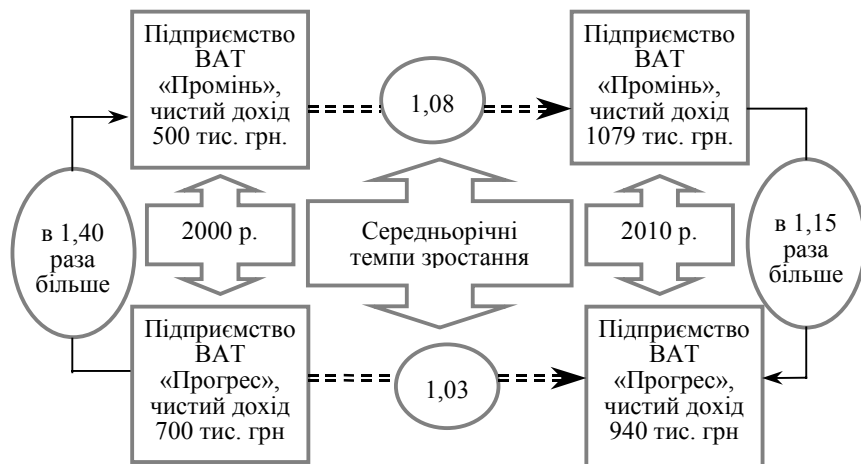 Підприємство
ВАТ
«Промінь»,
чистий дохід
500 тис. грн.
1,08
Підприємство
ВАТ
«Промінь»,
чистий дохід
1079 тис. грн.
в 1,40
раза
більше
2000 р.
Середньорічні
темпи зростання
2010 р.
в 1,15
раза
більше
Підприємство
ВАТ
«Прогрес»,
чистий дохід
700 тис. грн
1,03
Підприємство
ВАТ
«Прогрес»,
чистий дохід
940 тис. грн